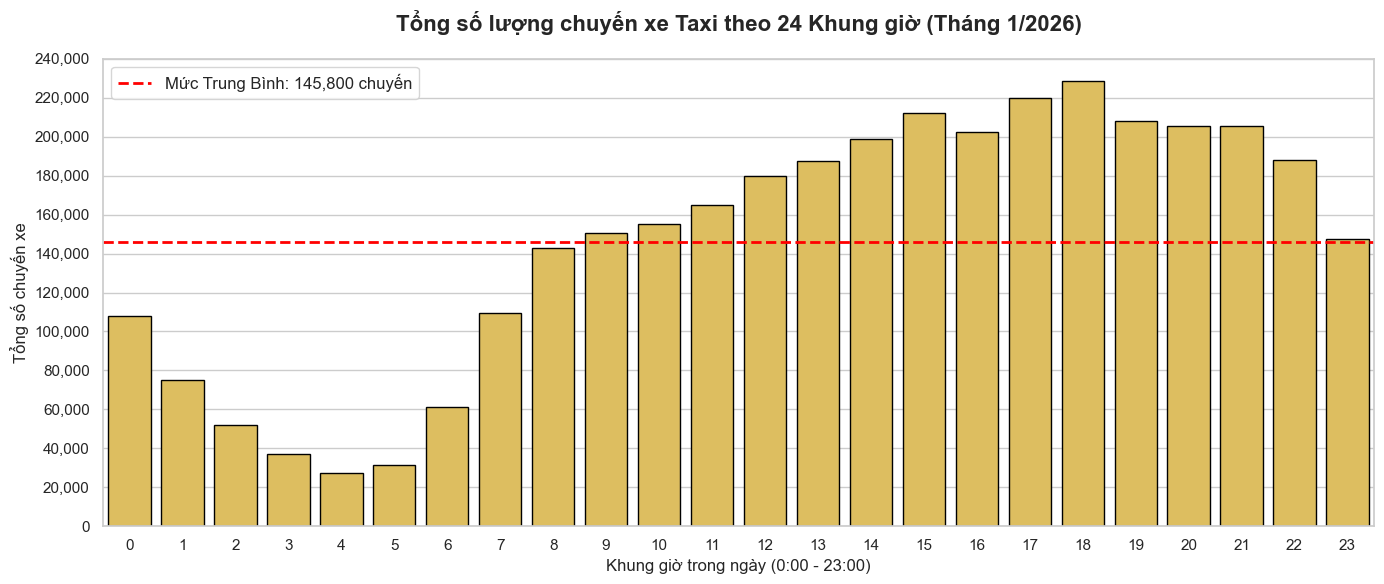 Tổng số lượng chuyến xe Taxi theo 24 Khung giờ (Tháng 1/2026)
Mức Trung Bình: 145,800 chuyến
Tổng số chuyến xe
240,000
220,000
200,000
180,000
160,000
140,000
120,000
100,000
80,000
60,000
40,000
20,000
0
0 1 2 3 4 5 6 7 8 9 10 11 12 13 14 15 16 17 18 19 20 21 22 23
Khung giờ trong ngày (0:00 - 23:00)